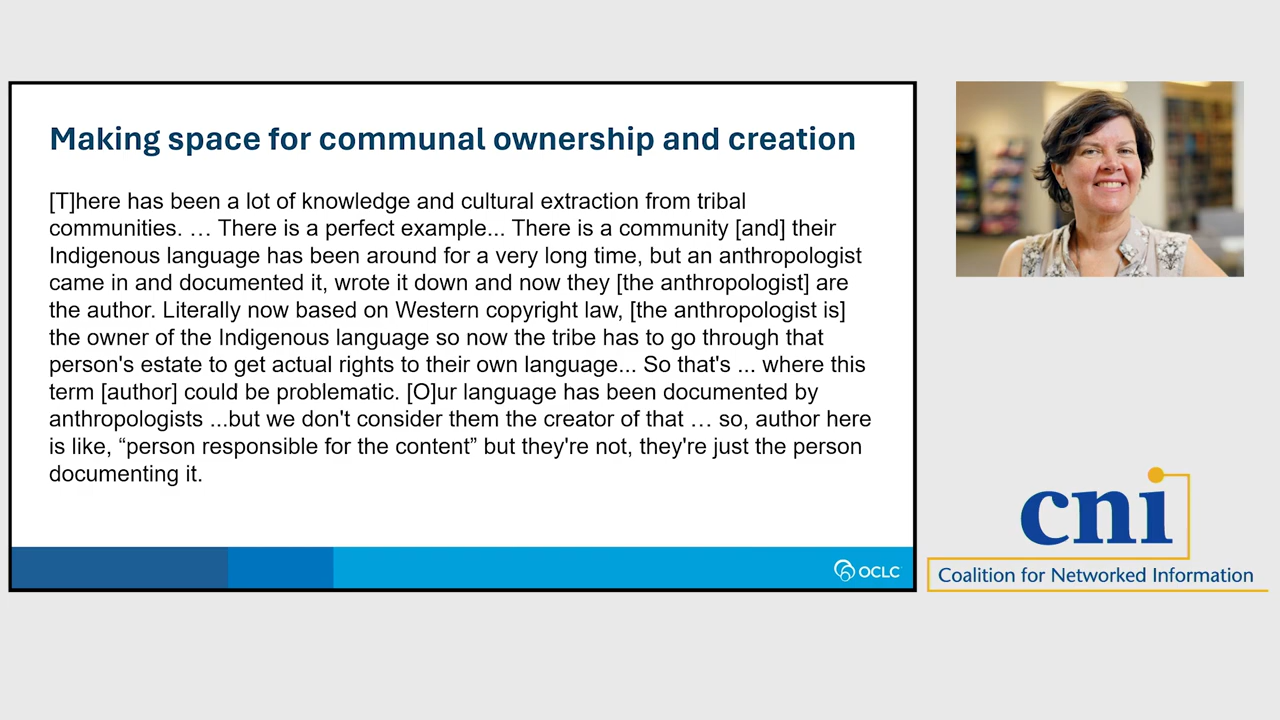 Making space for communal ownership and creation
[T]here has been a lot of knowledge and cultural extraction from tribal
communities. … There is a perfect example... There is a community [and] their
Indigenous language has been around for a very long time, but an anthropologist
came in and documented it, wrote it down and now they [the anthropologist] are
the author. Literally now based on Western copyright law, [the anthropologist is]
the owner of the Indigenous language so now the tribe has to go through that
person's estate to get actual rights to their own language... So that's ... where this
term [author] could be problematic. [O]ur language has been documented by
anthropologists ...but we don't consider them the creator of that … so, author here
is like, “person responsible for the content” but they're not, they're just the person
documenting it.
OCLC
cni
Coalition for Networked Information